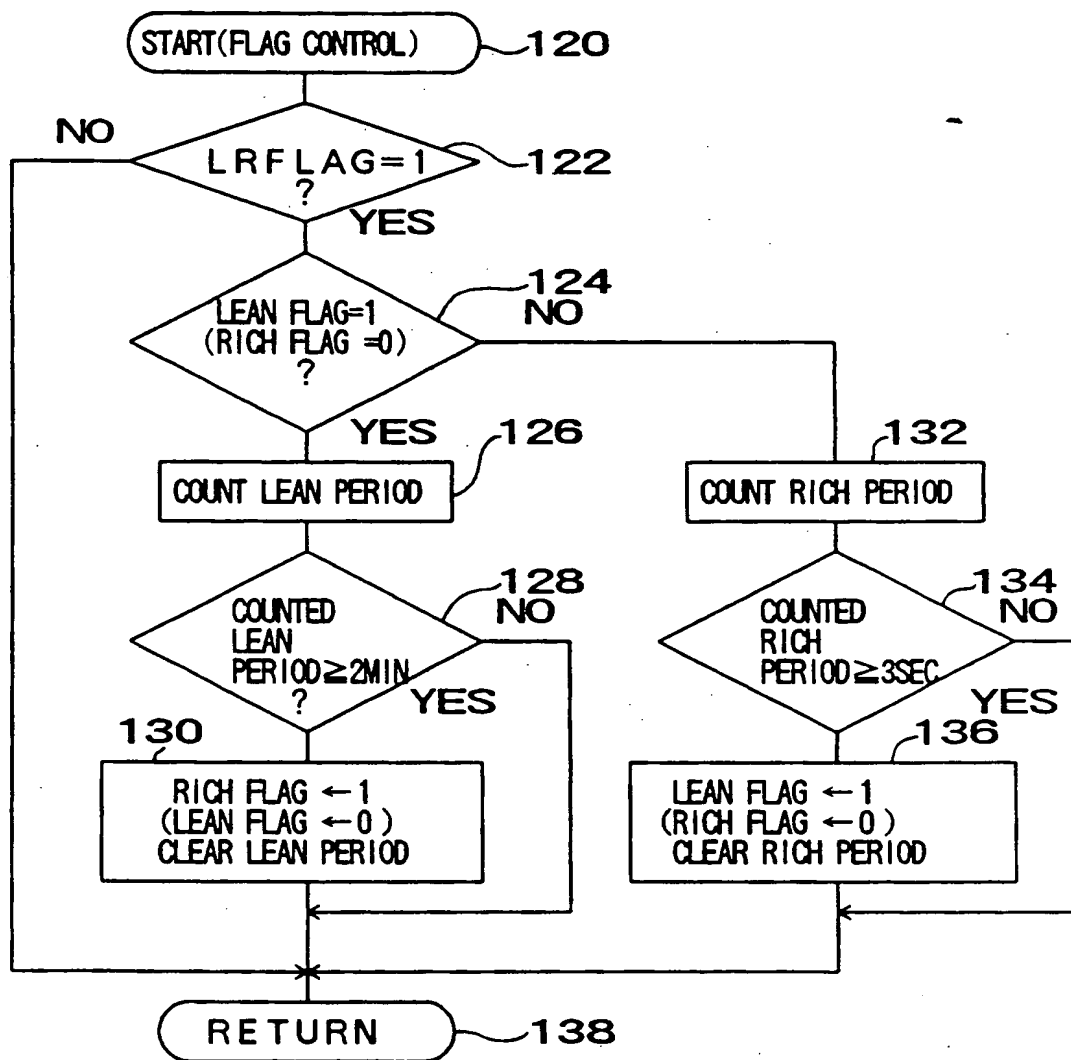 START(FLAG CONTROL)
120
NO
LRFLAG=1
?
122
YES
124
LEAN FLAG=1
(RICH FLAG =0)
?
NO
YES
126
COUNT LEAN PERIOD
132
COUNT RICH PERIOD
128
COUNTED
LEAN
PERIOD≧2MIN
?
NO
YES
134
COUNTED
RICH
PERIOD≧3SEC
NO
YES
130
RICH FLAG ←1
(LEAN FLAG ←0)
CLEAR LEAN PERIOD
136
LEAN FLAG ←1
(RICH FLAG ←0)
CLEAR RICH PERIOD
RETURN
138